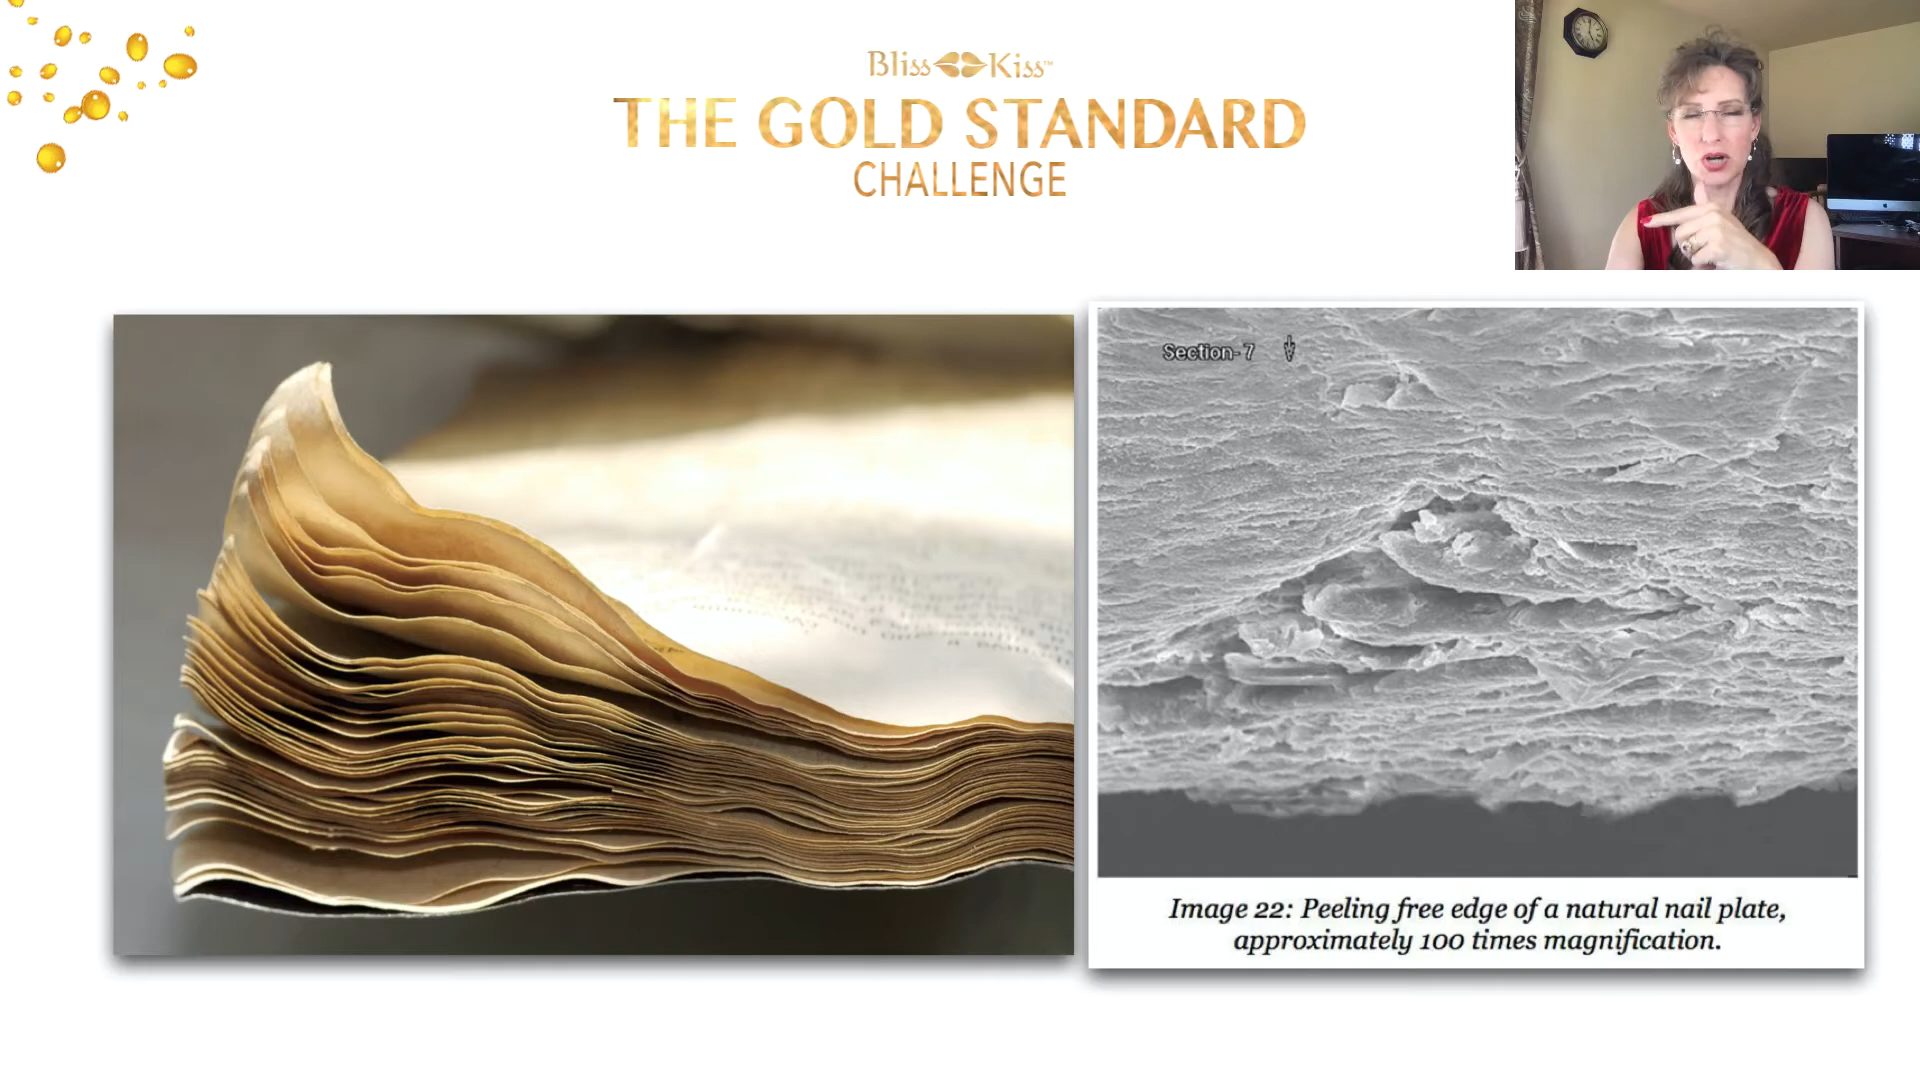 Bliss Kiss™
THE GOLD STANDARD
CHALLENGE
Section-7
Image 22: Peeling free edge of a natural nail plate,
approximately 100 times magnification.